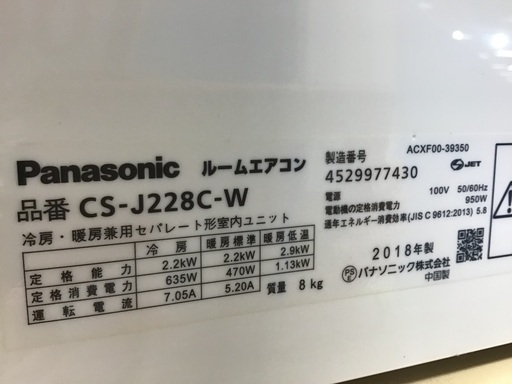 Panasonic ルームエアコン
品番 CS-J228C-W
冷房・暖房兼用セパレート形室内ユニット
冷房 暖房標準 暖房低温
定格能力 2.2kW 2.2kW 2.9kW
定格消費電力 635W 470W 1.13kW
運転電流 7.05A 5.20A
質量 8kg
ACXF00-39350
製造番号
4529977430
JET
電源 100V 50/60Hz
電動機の定格消費電力 950W
通年エネルギー消費効率(JIS C 9612:2013) 5.8
2018年製
PS E
パナソニック株式会社
中国製